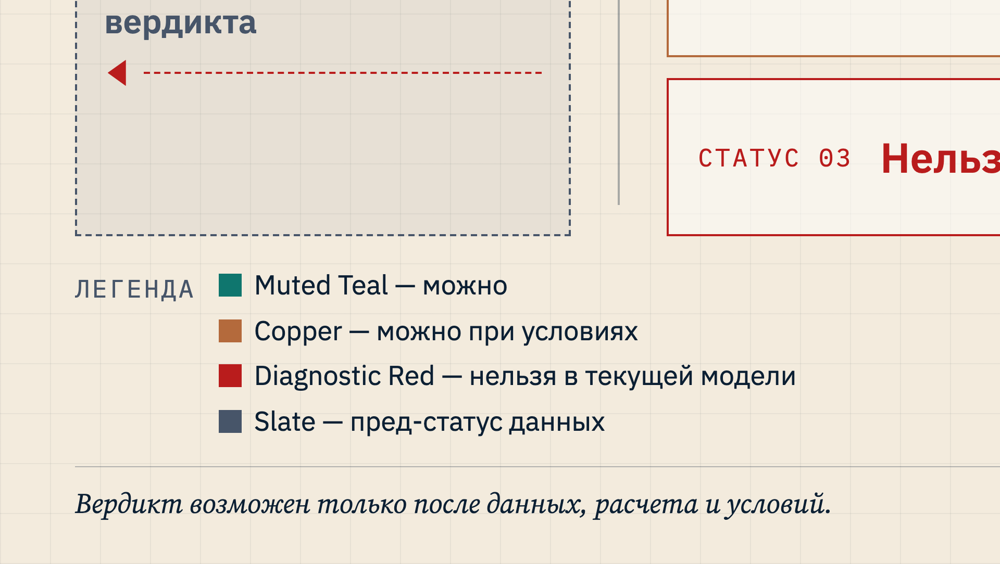 вердикта
СТАТУС 03 Нельз
ЛЕГЕНДА
Muted Teal — можно
Copper — можно при условиях
Diagnostic Red — нельзя в текущей модели
Slate — пред-статус данных
Вердикт возможен только после данных, расчета и условий.